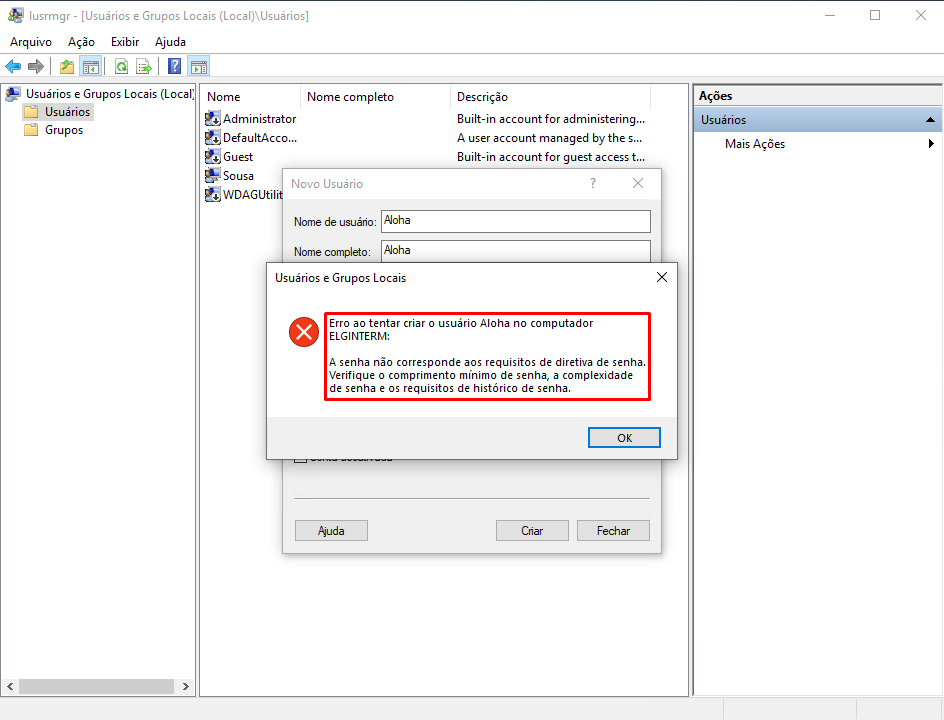 lusrmgr - [Usuários e Grupos Locais (Local)\Usuários]
Arquivo Ação Exibir Ajuda
Usuários e Grupos Locais (Local)
Usuários
Grupos
Nome Nome completo Descrição
Administrator Built-in account for administering...
DefaultAcco... A user account managed by the s...
Guest Built-in account for guest access t...
Sousa
WDAGUtilit
Ações
Usuários
Mais Ações
Novo Usuário
Nome de usuário: Aloha
Nome completo: Aloha
Usuários e Grupos Locais
Erro ao tentar criar o usuário Aloha no computador
ELGINTERM:
A senha não corresponde aos requisitos de diretiva de senha.
Verifique o comprimento mínimo de senha, a complexidade
de senha e os requisitos de histórico de senha.
OK
Ajuda Criar Fechar